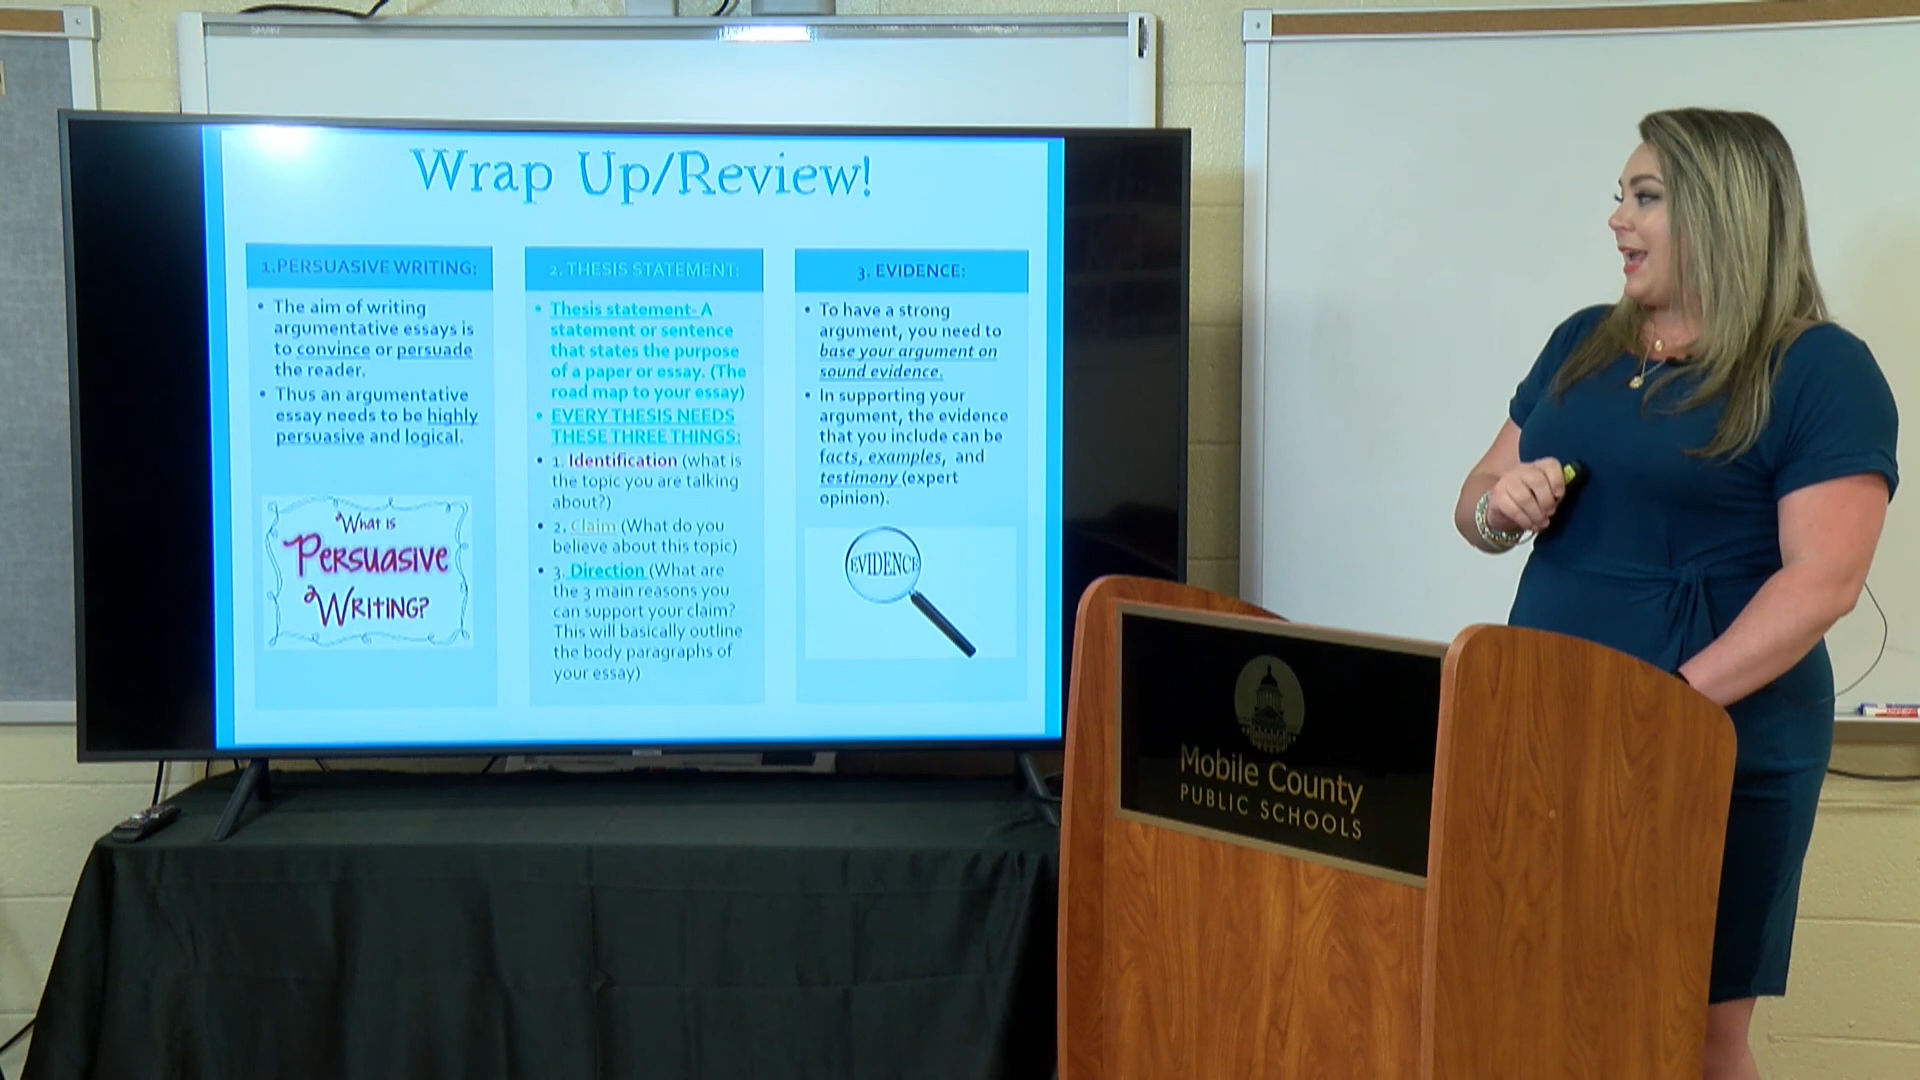 SMART
Wrap Up/Review!
1.PERSUASIVE WRITING:
• The aim of writing
argumentative essays is
to convince or persuade
the reader.
• Thus an argumentative
essay needs to be highly
persuasive and logical.
What is
Persuasive
Writing?
2. THESIS STATEMENT:
• Thesis statement- A
statement or sentence
that states the purpose
of a paper or essay. (The
road map to your essay)
• EVERY THESIS NEEDS
THESE THREE THINGS:
• 1. Identification (what is
the topic you are talking
about?)
• 2. Claim (What do you
believe about this topic)
• 3. Direction (What are
the 3 main reasons you
can support your claim?
This will basically outline
the body paragraphs of
your essay)
3. EVIDENCE:
• To have a strong
argument, you need to
base your argument on
sound evidence.
• In supporting your
argument, the evidence
that you include can be
facts, examples, and
testimony (expert
opinion).
EVIDENCE
Mobile County
PUBLIC SCHOOLS